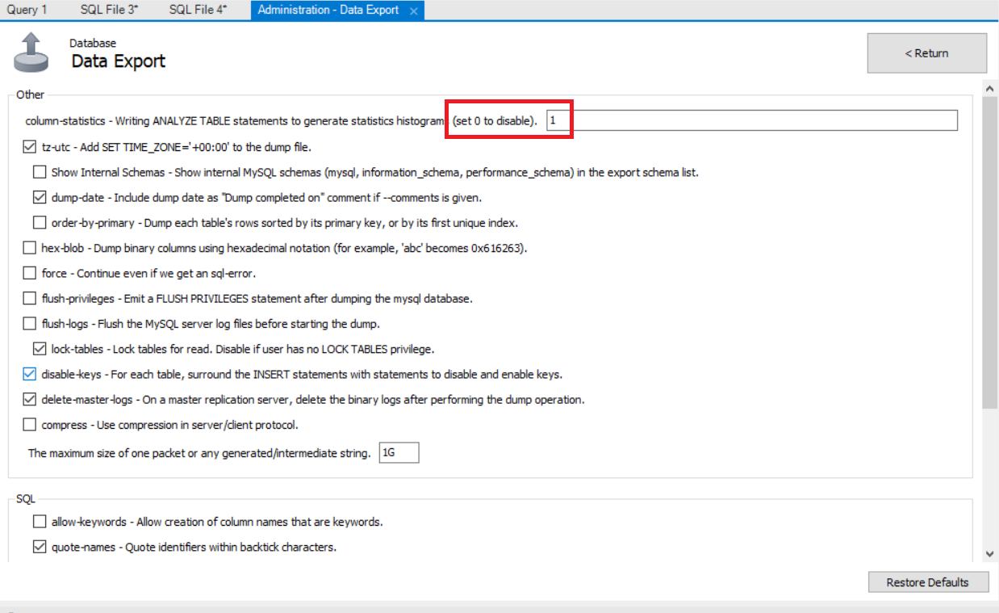 Query 1 SQL File 3* SQL File 4* Administration - Data Export ×
Database
Data Export
< Return
Other
column-statistics - Writing ANALYZE TABLE statements to generate statistics histogram (set 0 to disable). 1
tz-utc - Add SET TIME_ZONE='+00:00' to the dump file.
Show Internal Schemas - Show internal MySQL schemas (mysql, information_schema, performance_schema) in the export schema list.
dump-date - Include dump date as "Dump completed on" comment if --comments is given.
order-by-primary - Dump each table's rows sorted by its primary key, or by its first unique index.
hex-blob - Dump binary columns using hexadecimal notation (for example, 'abc' becomes 0x616263).
force - Continue even if we get an sql-error.
flush-privileges - Emit a FLUSH PRIVILEGES statement after dumping the mysql database.
flush-logs - Flush the MySQL server log files before starting the dump.
lock-tables - Lock tables for read. Disable if user has no LOCK TABLES privilege.
disable-keys - For each table, surround the INSERT statements with statements to disable and enable keys.
delete-master-logs - On a master replication server, delete the binary logs after performing the dump operation.
compress - Use compression in server/client protocol.
The maximum size of one packet or any generated/intermediate string. 1G
SQL
allow-keywords - Allow creation of column names that are keywords.
quote-names - Quote identifiers within backtick characters.
Restore Defaults